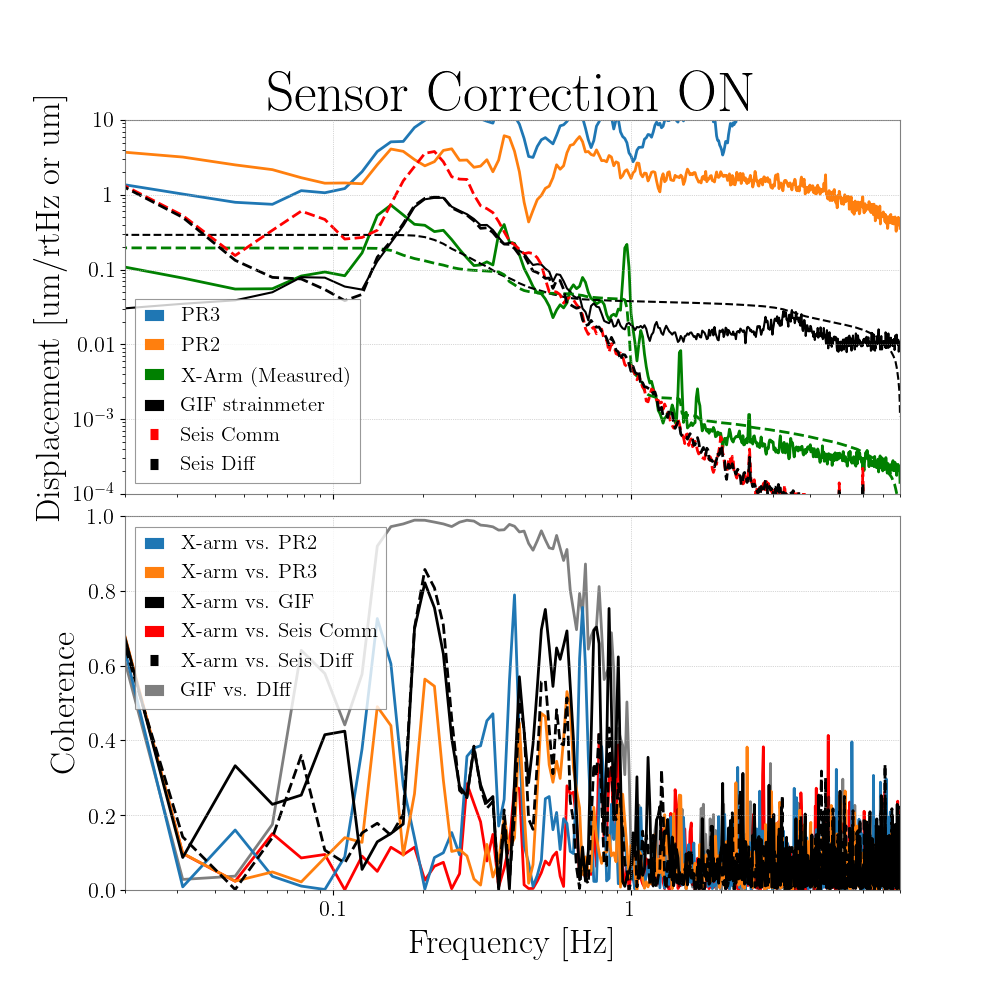 Sensor Correction ON
Displacement [um/rtHz or um]
10
1
0.1
0.01
10⁻³
10⁻⁴
PR3
PR2
X-Arm (Measured)
GIF strainmeter
Seis Comm
Seis Diff
Coherence
1.0
0.8
0.6
0.4
0.2
0.0
X-arm vs. PR2
X-arm vs. PR3
X-arm vs. GIF
X-arm vs. Seis Comm
X-arm vs. Seis Diff
GIF vs. DIff
0.1
1
Frequency [Hz]